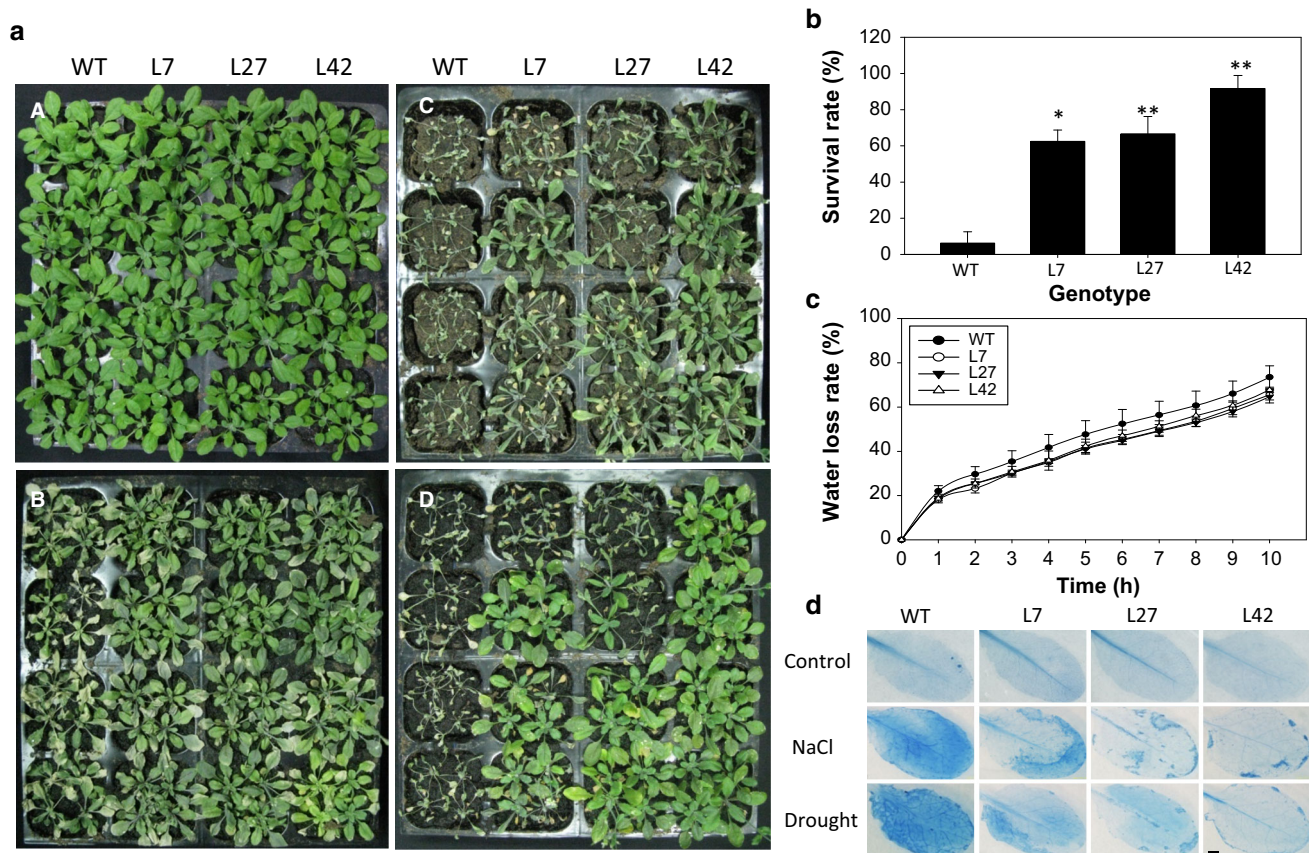 a
WT L7 L27 L42
WT L7 L27 L42
A
C
B
D
b
Survival rate (%)
120
100
80
60
40
20
0
* ** **
WT L7 L27 L42
Genotype
c
Water loss rate (%)
100
80
60
40
20
0
WT
L7
L27
L42
0 1 2 3 4 5 6 7 8 9 10
Time (h)
d
WT L7 L27 L42
Control
NaCl
Drought